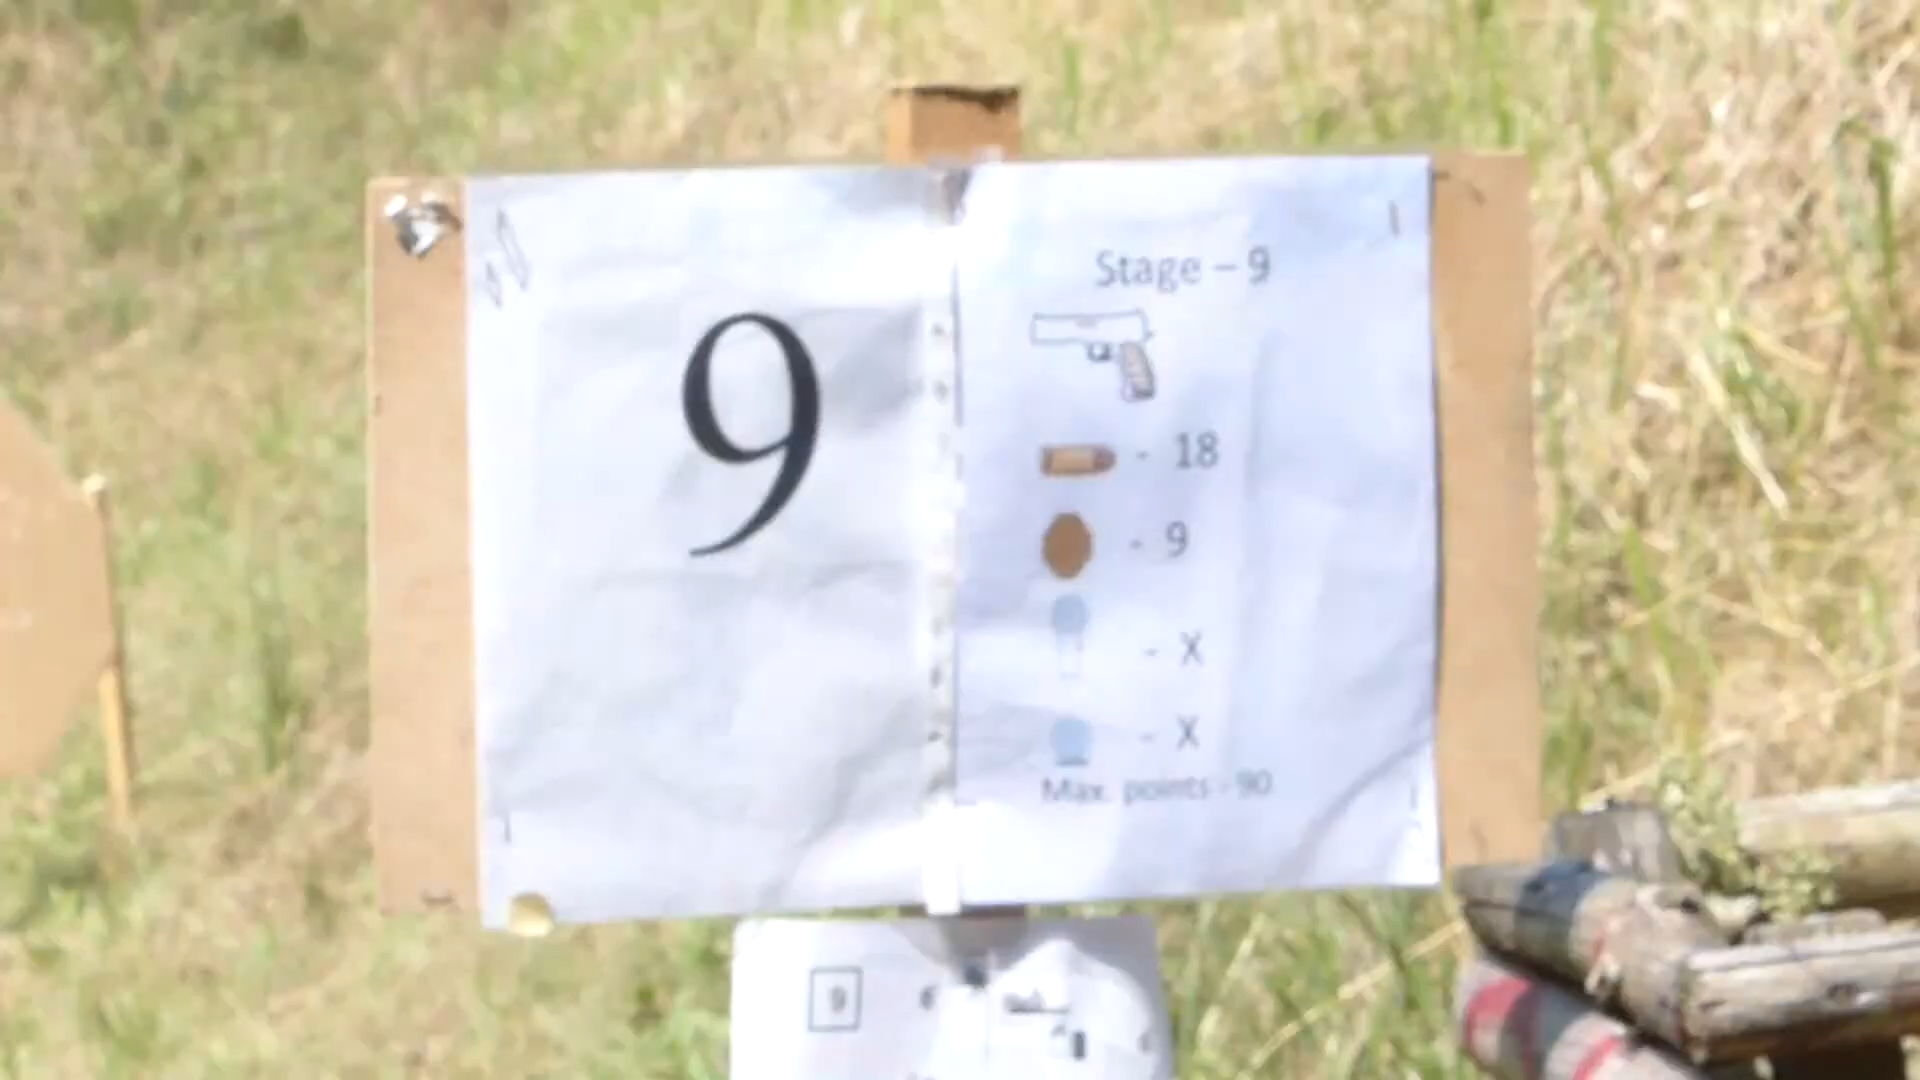 9
Stage – 9
- 18
- 9
- X
- X
Max. points - 90
9